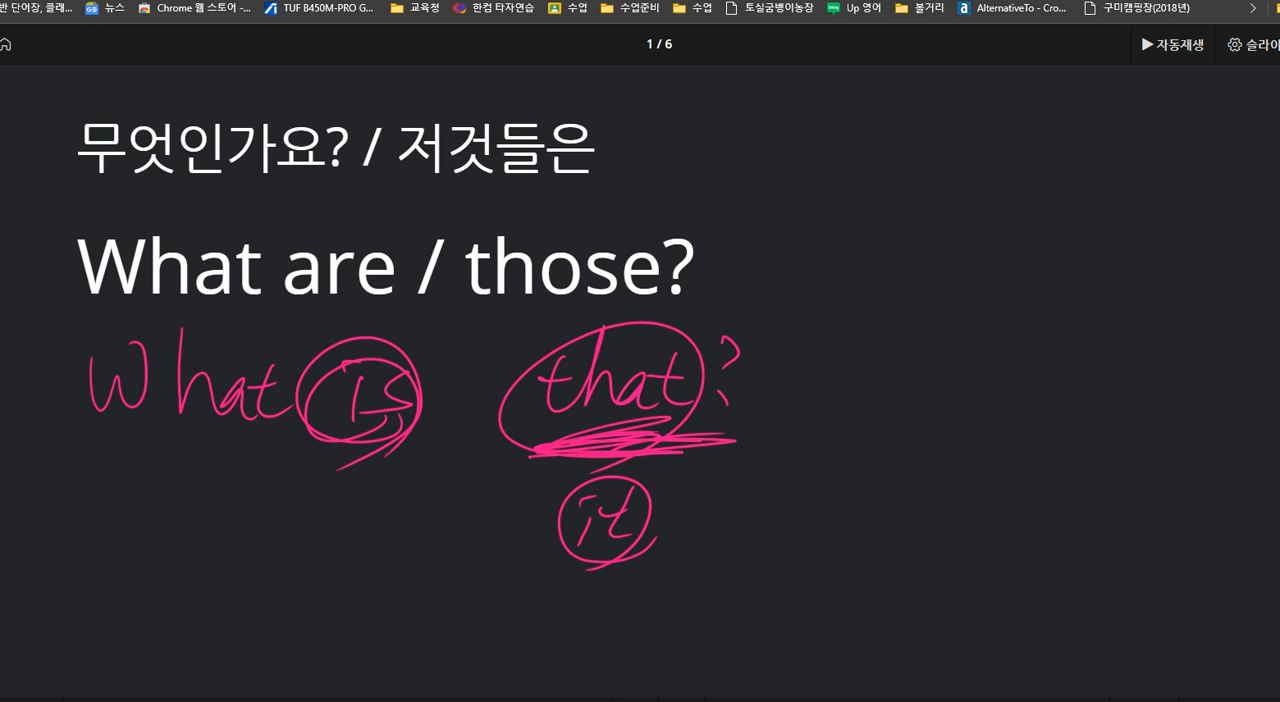 반 단어장, 클래... 뉴스 Chrome 웹 스토어 -... TUF B450M-PRO G... 교육청 한컴 타자연습 수업 수업준비 수업 토실굼벵이농장 Up 영어 볼거리 AlternativeTo - Cro... 구미캠핑장(2018년)
1 / 6 자동재생 슬라이
무엇인가요? / 저것들은
What are / those?
What is that?
it